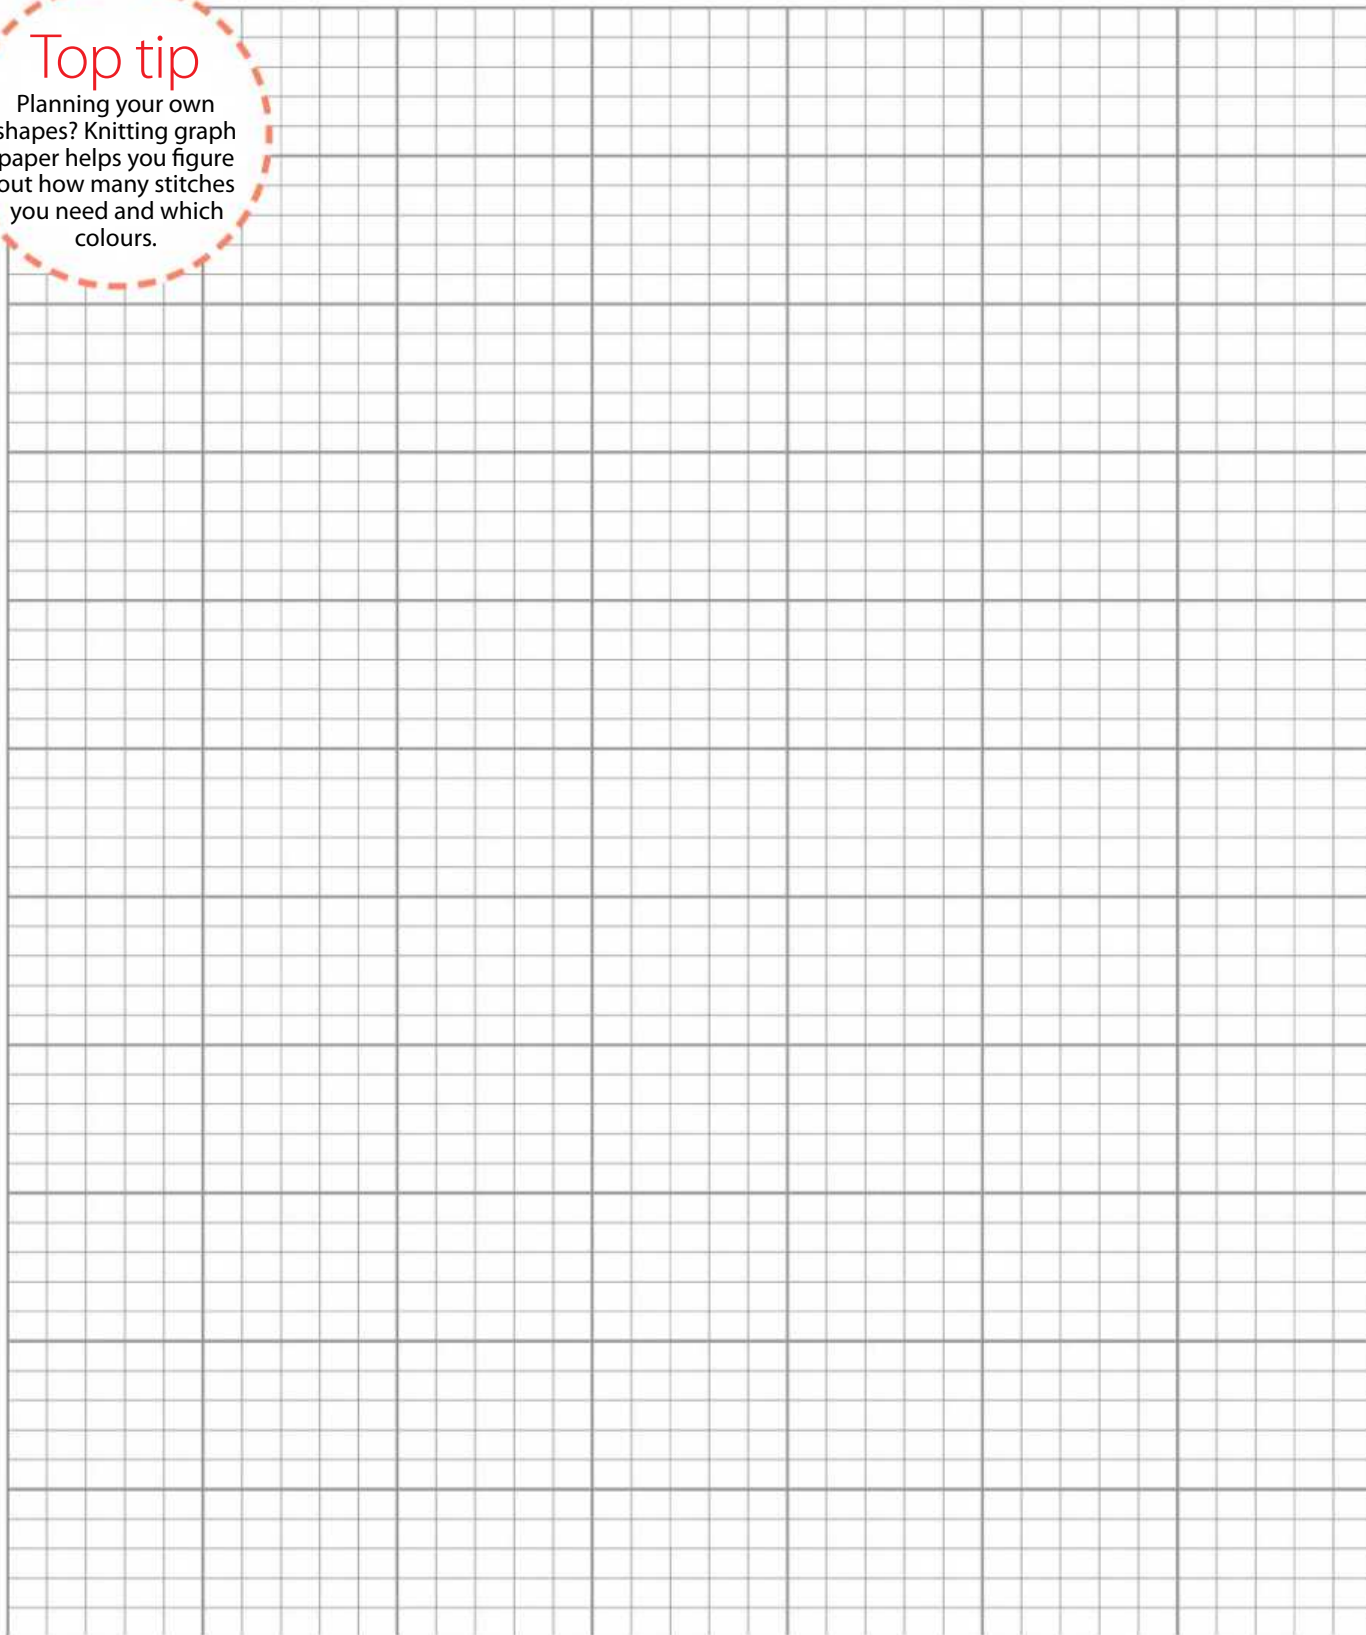 Top tip
Planning your own
shapes? Knitting graph
paper helps you figure
out how many stitches
you need and which
colours.